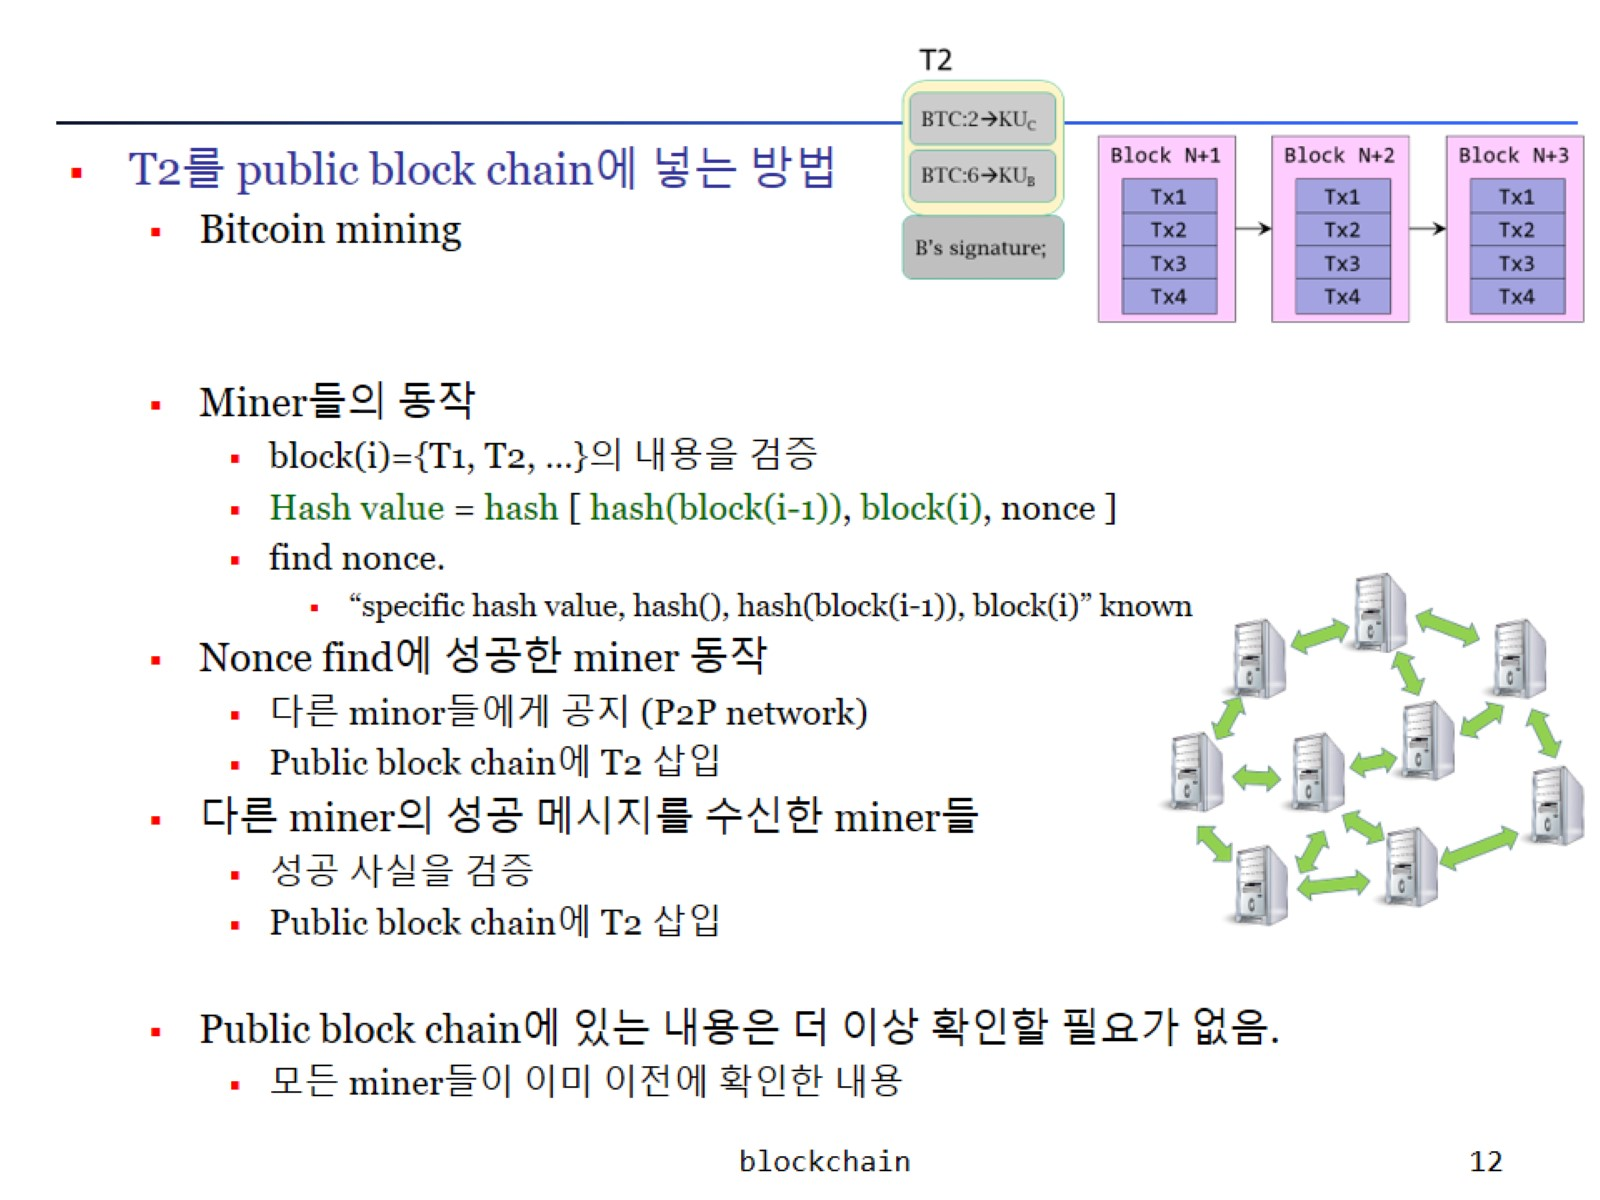 T2
BTC:2→KUC
BTC:6→KUB
B's signature;
Block N+1
Tx1
Tx2
Tx3
Tx4
Block N+2
Tx1
Tx2
Tx3
Tx4
Block N+3
Tx1
Tx2
Tx3
Tx4
T2를 public block chain에 넣는 방법
Bitcoin mining
Miner들의 동작
block(i)={T1, T2, ...}의 내용을 검증
Hash value = hash [ hash(block(i-1)), block(i), nonce ]
find nonce.
“specific hash value, hash(), hash(block(i-1)), block(i)” known
Nonce find에 성공한 miner 동작
다른 minor들에게 공지 (P2P network)
Public block chain에 T2 삽입
다른 miner의 성공 메시지를 수신한 miner들
성공 사실을 검증
Public block chain에 T2 삽입
Public block chain에 있는 내용은 더 이상 확인할 필요가 없음.
모든 miner들이 이미 이전에 확인한 내용
blockchain
12